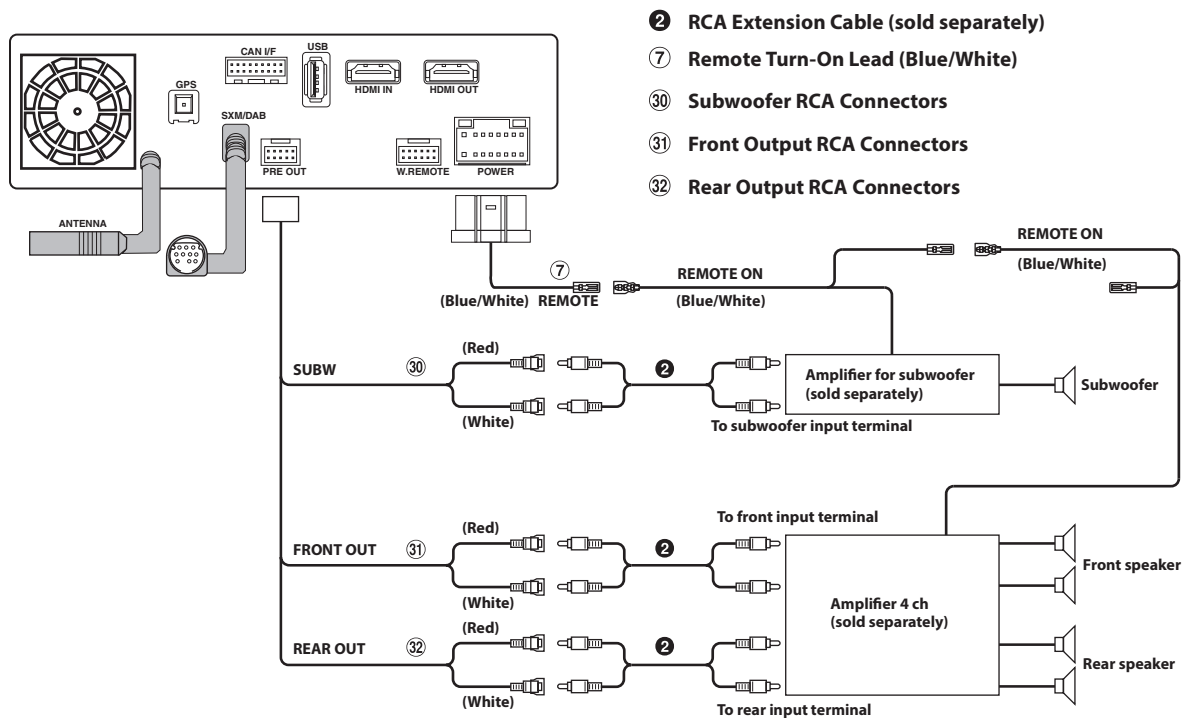 ❷ RCA Extension Cable (sold separately)
⑦ Remote Turn-On Lead (Blue/White)
㉚ Subwoofer RCA Connectors
㉛ Front Output RCA Connectors
㉜ Rear Output RCA Connectors
CAN I/F
USB
GPS
HDMI IN
HDMI OUT
SXM/DAB
PRE OUT
W.REMOTE
POWER
ANTENNA
REMOTE ON
(Blue/White)
⑦
(Blue/White) REMOTE
REMOTE ON
(Blue/White)
SUBW ㉚
(Red)
(White)
❷
Amplifier for subwoofer
(sold separately)
Subwoofer
To subwoofer input terminal
To front input terminal
FRONT OUT ㉛
(Red)
(White)
❷
Front speaker
Amplifier 4 ch
(sold separately)
REAR OUT ㉜
(Red)
(White)
❷
Rear speaker
To rear input terminal